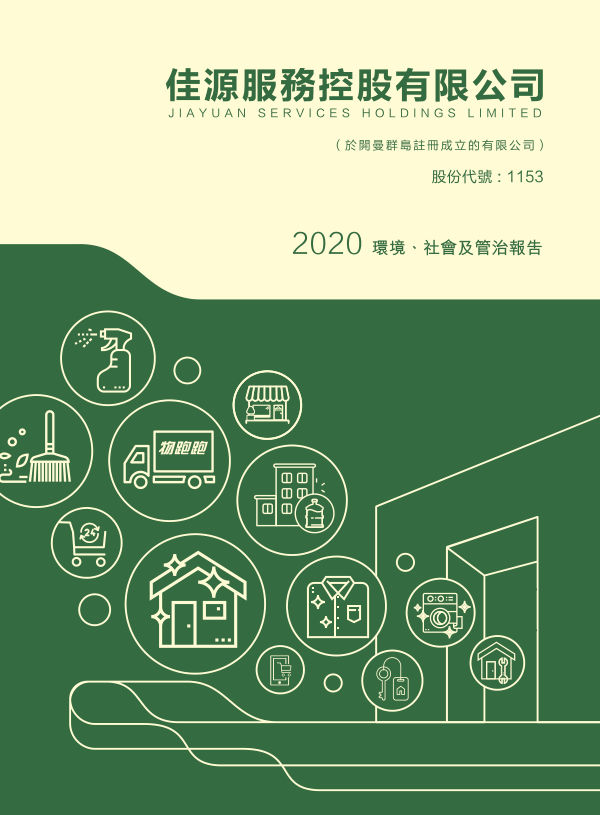 佳源服務控股有限公司
JIAYUAN SERVICES HOLDINGS LIMITED
（於開曼群島註冊成立的有限公司）
股份代號：1153
2020 環境、社會及管治報告
物跑跑
24